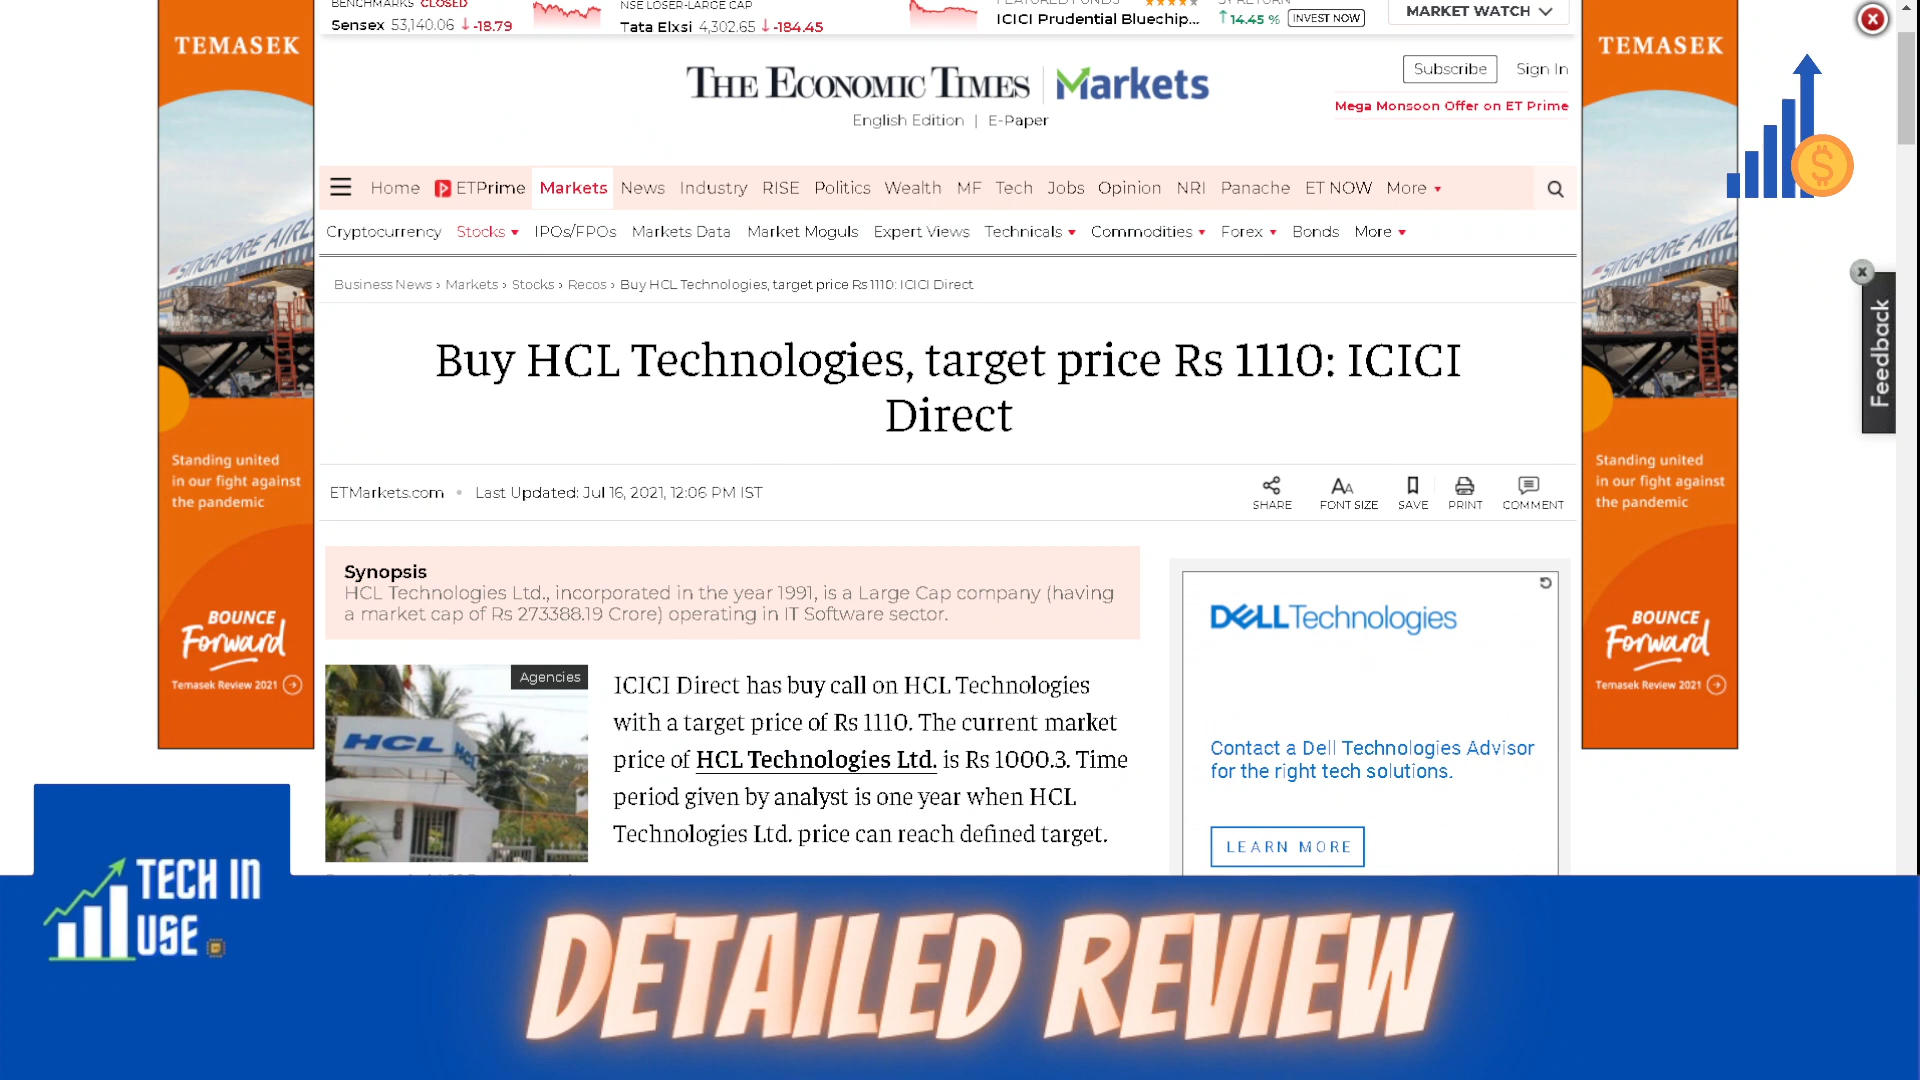 BENCHMARKS CLOSED
NSE LOSER-LARGE CAP
FEATURED FUNDS
5Y RETURN
Sensex 53,140.06 -18.79
Tata Elxsi 4,302.65 -184.45
ICICI Prudential Bluechip...
14.45 % INVEST NOW
MARKET WATCH
THE ECONOMIC TIMES | Markets
English Edition | E-Paper
Subscribe Sign In
Mega Monsoon Offer on ET Prime
Home ETPrime Markets News Industry RISE Politics Wealth MF Tech Jobs Opinion NRI Panache ET NOW More
Cryptocurrency Stocks IPOs/FPOs Markets Data Market Moguls Expert Views Technicals Commodities Forex Bonds More
Business News › Markets › Stocks › Recos › Buy HCL Technologies, target price Rs 1110: ICICI Direct
Buy HCL Technologies, target price Rs 1110: ICICI
Direct
ETMarkets.com • Last Updated: Jul 16, 2021, 12:06 PM IST
SHARE FONT SIZE SAVE PRINT COMMENT
Synopsis
HCL Technologies Ltd., incorporated in the year 1991, is a Large Cap company (having
a market cap of Rs 273388.19 Crore) operating in IT Software sector.
Agencies
HCL
HCL
ICICI Direct has buy call on HCL Technologies
with a target price of Rs 1110. The current market
price of HCL Technologies Ltd. is Rs 1000.3. Time
period given by analyst is one year when HCL
Technologies Ltd. price can reach defined target.
DELL Technologies
Contact a Dell Technologies Advisor
for the right tech solutions.
LEARN MORE
TEMASEK
SINGAPORE AIRL
Standing united
in our fight against
the pandemic
BOUNCE
Forward
Temasek Review 2021
TEMASEK
SINGAPORE AIRL
Standing united
in our fight against
the pandemic
BOUNCE
Forward
Temasek Review 2021
$
Feedback
TECH IN
USE
DETAILED REVIEW